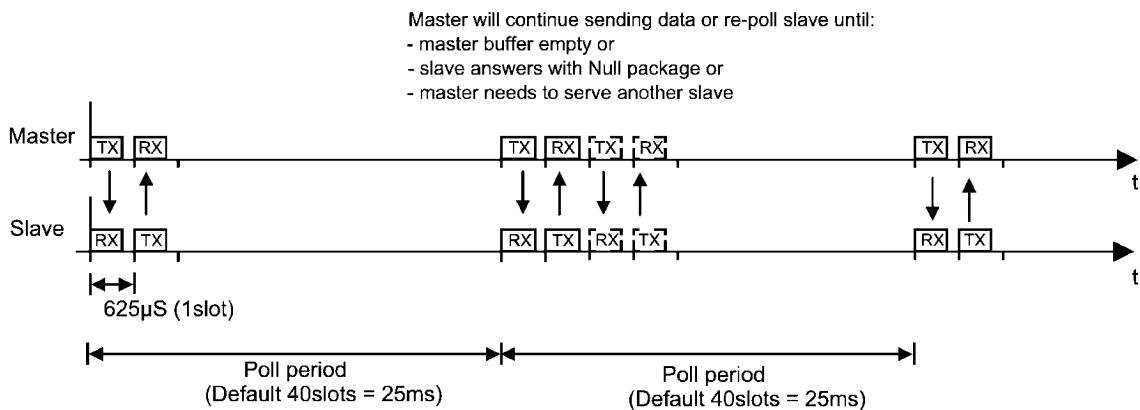 Master will continue sending data or re-poll slave until:
- master buffer empty or
- slave answers with Null package or
- master needs to serve another slave
Master TX RX TX RX TX RX TX RX
t
Slave RX TX RX TX RX TX RX TX
t
625µS (1slot)
Poll period Poll period
(Default 40slots = 25ms) (Default 40slots = 25ms)